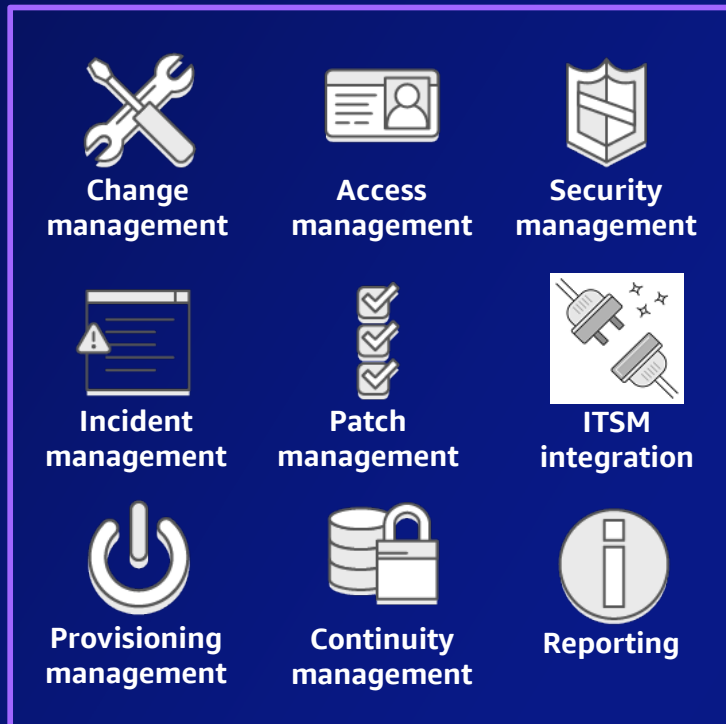 Change
management
Access
management
Security
management
Incident
management
Patch
management
ITSM
integration
Provisioning
management
Continuity
management
Reporting